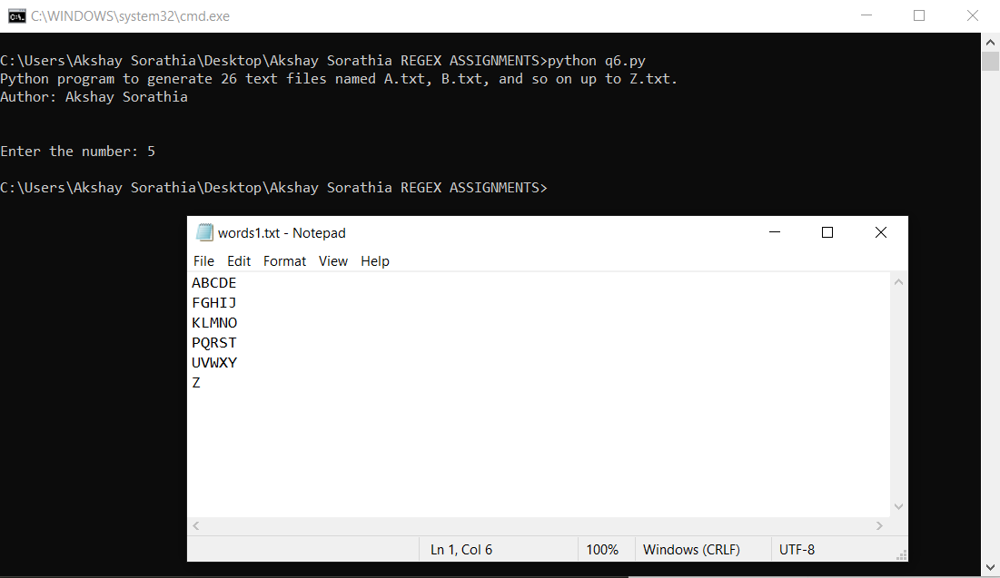 C:\WINDOWS\system32\cmd.exe
C:\Users\Akshay Sorathia\Desktop\Akshay Sorathia REGEX ASSIGNMENTS>python q6.py
Python program to generate 26 text files named A.txt, B.txt, and so on up to Z.txt.
Author: Akshay Sorathia
Enter the number: 5
C:\Users\Akshay Sorathia\Desktop\Akshay Sorathia REGEX ASSIGNMENTS>
words1.txt - Notepad
File Edit Format View Help
ABCDE
FGHIJ
KLMNO
PQRST
UVWXY
Z
Ln 1, Col 6 100% Windows (CRLF) UTF-8